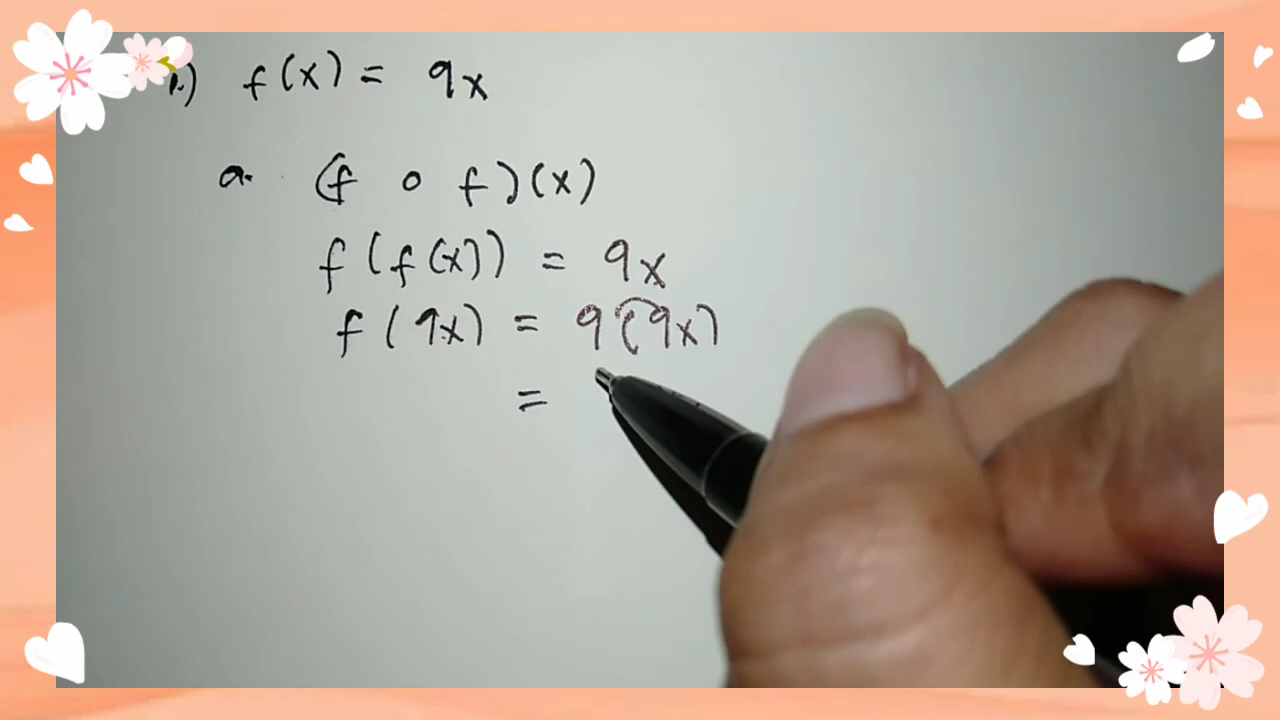 1.) f(x) = 9x
a. (f o f)(x)
f(f(x)) = 9x
f(9x) = 9(9x)
=